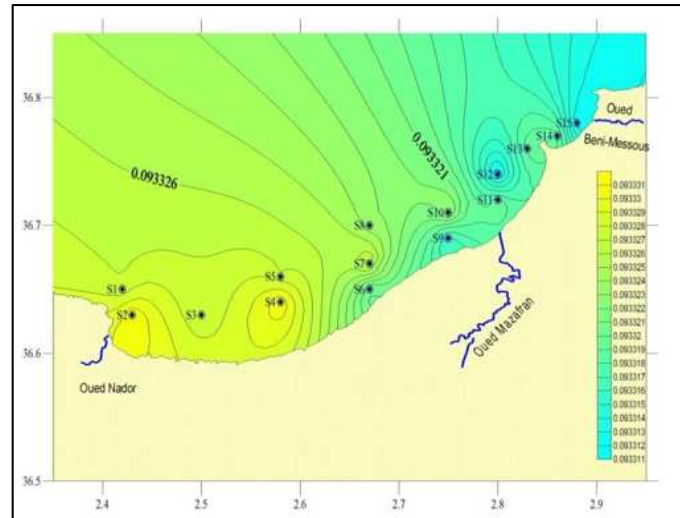 36.8
36.7
36.6
36.5
2.4
2.5
2.6
2.7
2.8
2.9
Oued
Beni-Messous
S15
S14
S13
S12
S11
S10
S9
S8
S7
S6
S5
S4
S3
S2
S1
0.093321
0.093326
Oued Mazafran
Oued Nador
0.093331
0.09333
0.093329
0.093328
0.093327
0.093326
0.093325
0.093324
0.093323
0.093322
0.093321
0.09332
0.093319
0.093318
0.093317
0.093316
0.093315
0.093314
0.093313
0.093312
0.093311